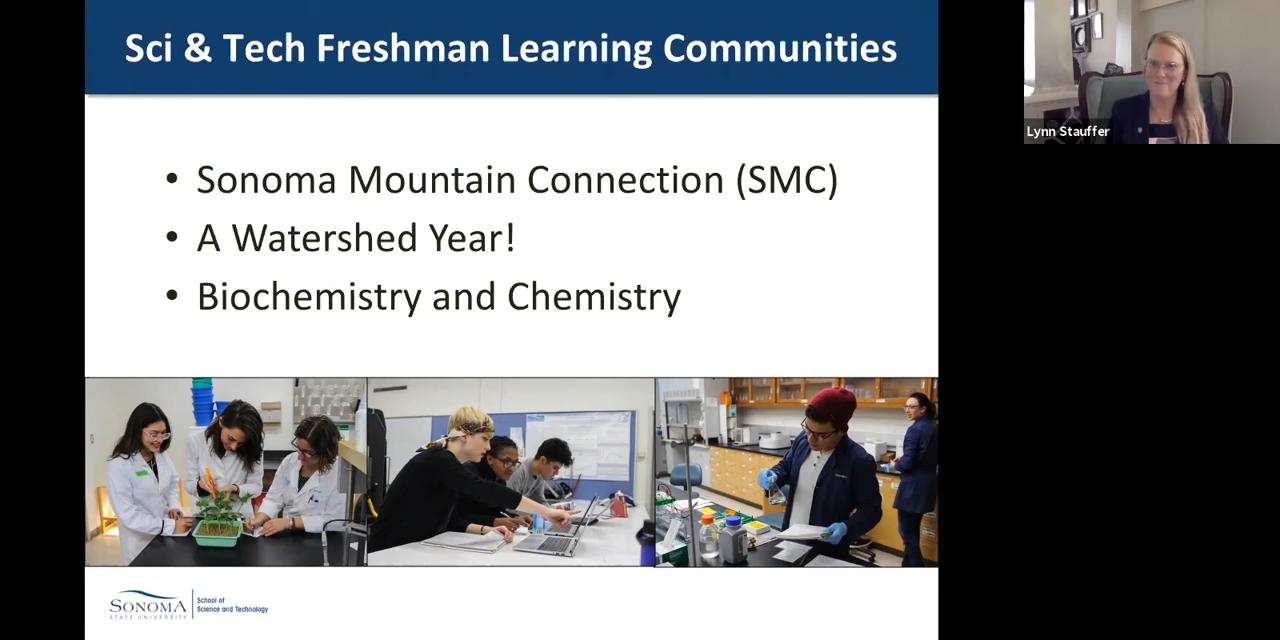 Sci & Tech Freshman Learning Communities
Lynn Stauffer
• Sonoma Mountain Connection (SMC)
• A Watershed Year!
• Biochemistry and Chemistry
SONOMA
STATE UNIVERSITY
School of
Science and Technology